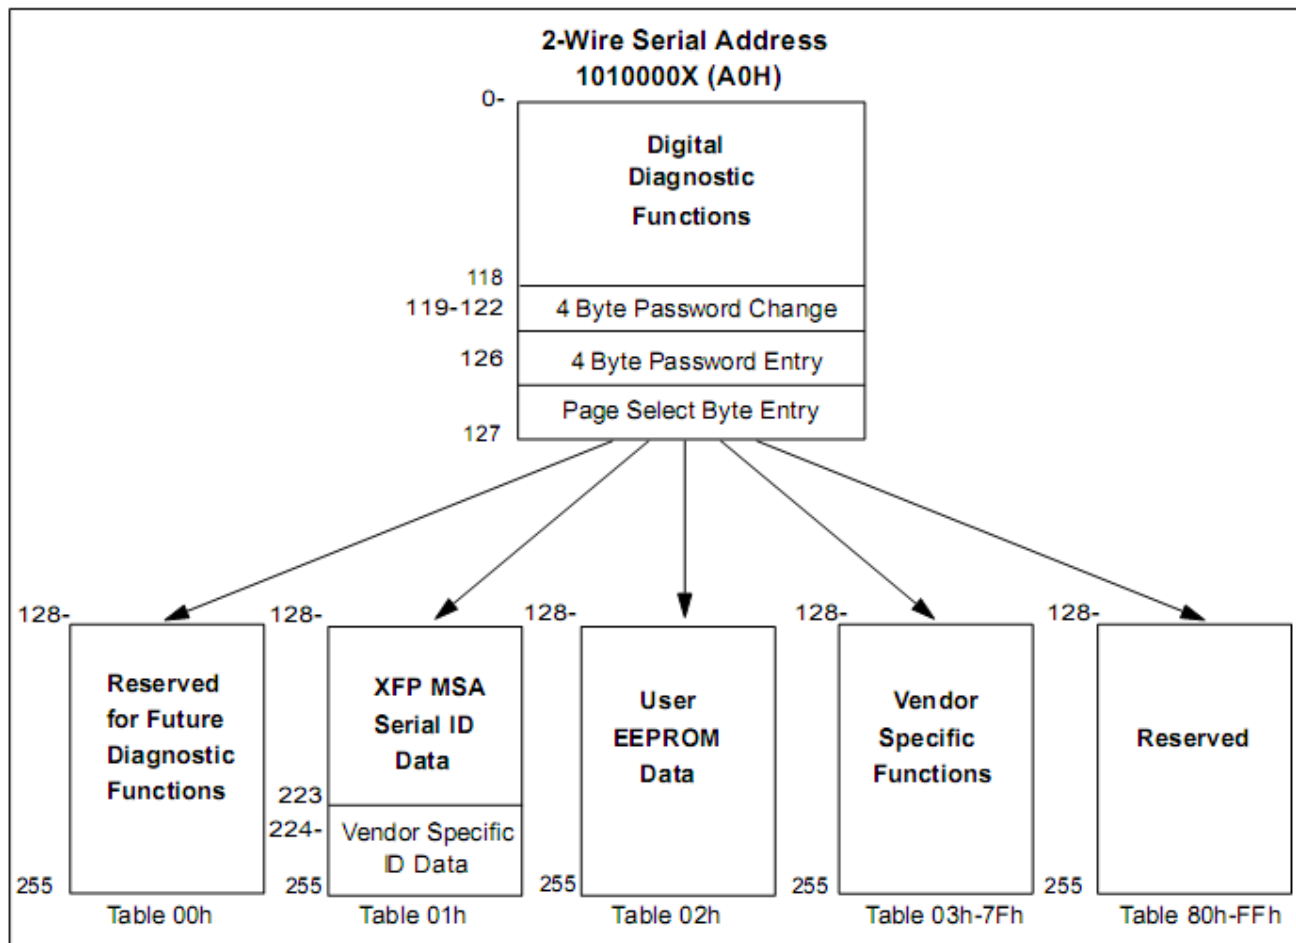 2-Wire Serial Address
1010000X (A0H)
0-
Digital
Diagnostic
Functions
118
119-122
4 Byte Password Change
126
4 Byte Password Entry
Page Select Byte Entry
127
128-
Reserved
for Future
Diagnostic
Functions
255
Table 00h
128-
XFP MSA
Serial ID
Data
223
224-
Vendor Specific
ID Data
255
Table 01h
128-
User
EEPROM
Data
255
Table 02h
128-
Vendor
Specific
Functions
255
Table 03h-7Fh
128-
Reserved
255
Table 80h-FFh